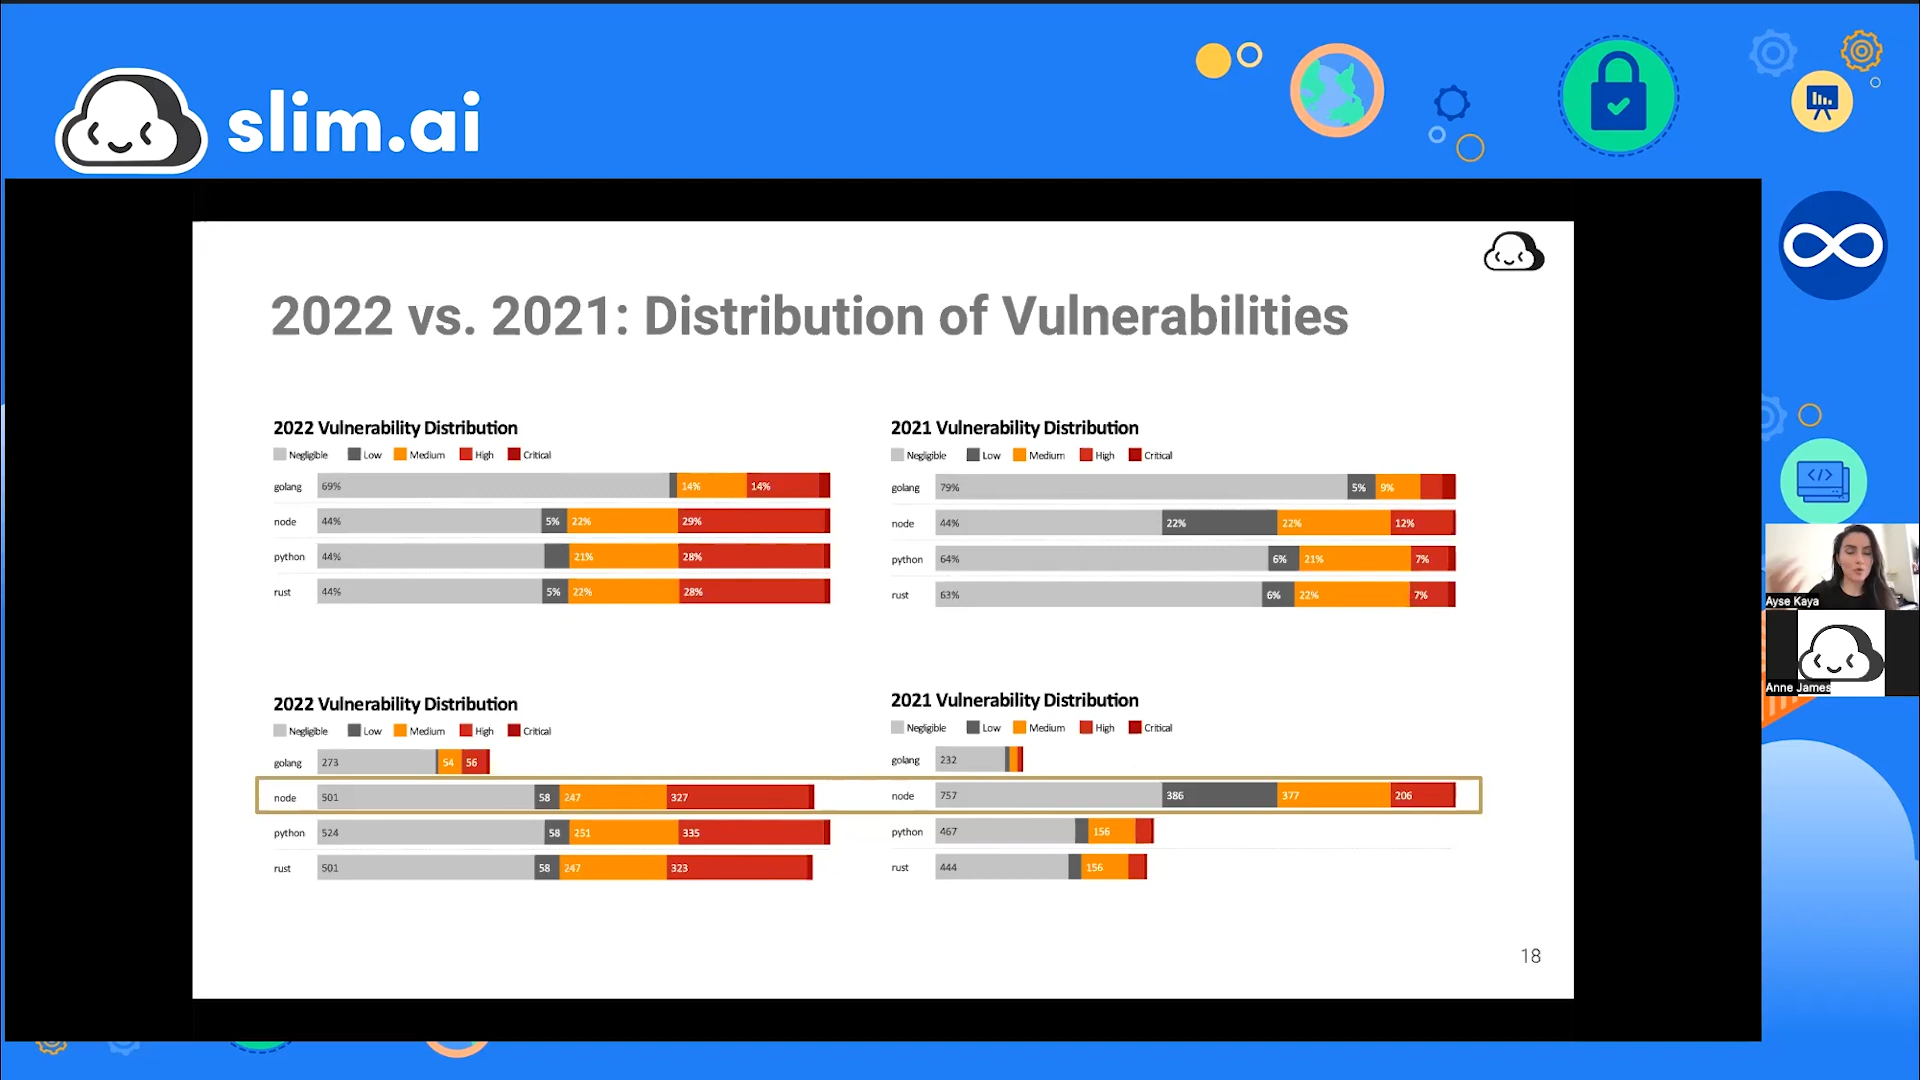 slim.ai
2022 vs. 2021: Distribution of Vulnerabilities
2022 Vulnerability Distribution
Negligible Low Medium High Critical
golang 69% 14% 14%
node 44% 5% 22% 29%
python 44% 21% 28%
rust 44% 5% 22% 28%
2021 Vulnerability Distribution
Negligible Low Medium High Critical
golang 79% 5% 9%
node 44% 22% 22% 12%
python 64% 6% 21% 7%
rust 63% 6% 22% 7%
2022 Vulnerability Distribution
Negligible Low Medium High Critical
golang 273 54 56
node 501 58 247 327
python 524 58 251 335
rust 501 58 247 323
2021 Vulnerability Distribution
Negligible Low Medium High Critical
golang 232
node 757 386 377 206
python 467 156
rust 444 156
18
</>
Ayse Kaya
Anne James